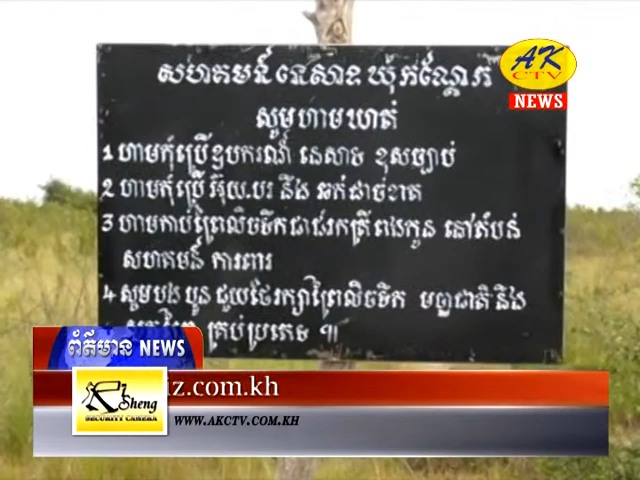 សហគមន៍នេសាទ
AK
CTV
NEWS
សូមហាមឃាត់
1 ហាមកុំប្រើឧបករណ៍ នេសាទ ខុសច្បាប់
2 ហាមកុំប្រើ អ៊ុយ.បរ និង ឆក់ដាច់ខាត
3 ហាមកាប់ព្រៃលិចទឹកជាជំរកត្រីពងកូន នៅតំបន់
សហគមន៍ ការពារ
4 សូមបង ប្អូន ជួយថែរក្សាព្រៃលិចទឹក មច្ឆជាតិ និង
គ្រប់ប្រភេទ ៕
ព័ត៌មាន NEWS
z.com.kh
Sheng
SECURITY CAMERA
WWW.AKCTV.COM.KH